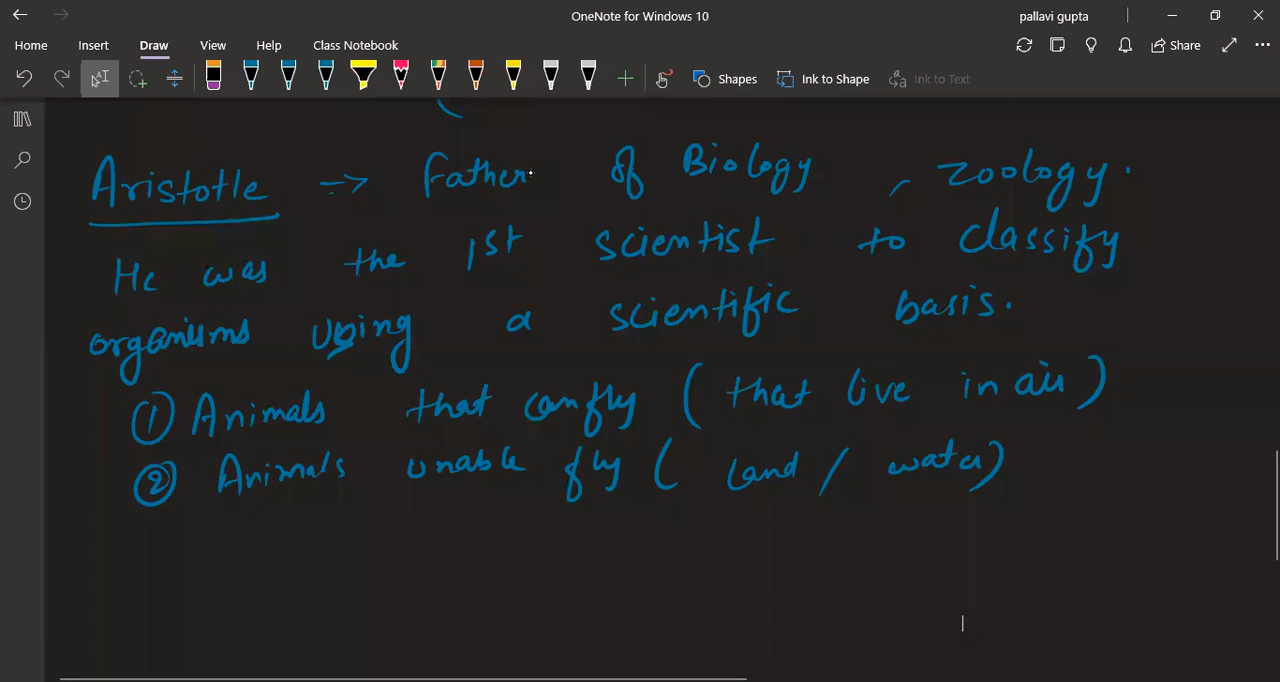 OneNote for Windows 10
pallavi gupta
Home Insert Draw View Help Class Notebook
Share
Shapes Ink to Shape Ink to Text
Aristotle -> Father of Biology , zoology.
He was the 1st scientist to classify
organisms using a scientific basis.
① Animals that can fly ( that live in air )
② Animals unable fly ( land / water )